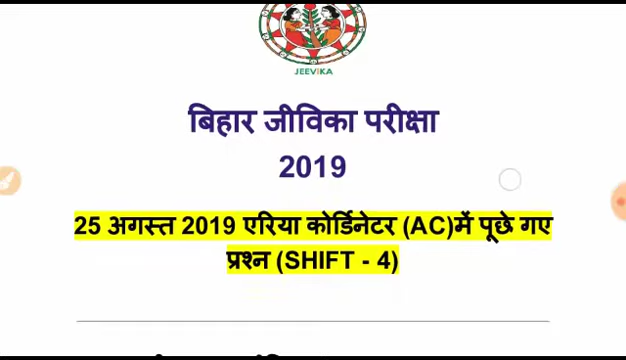 JEEVIKA
बिहार जीविका परीक्षा
2019
25 अगस्त 2019 एरिया कोर्डिनेटर (AC)में पूछे गए
प्रश्न (SHIFT - 4)